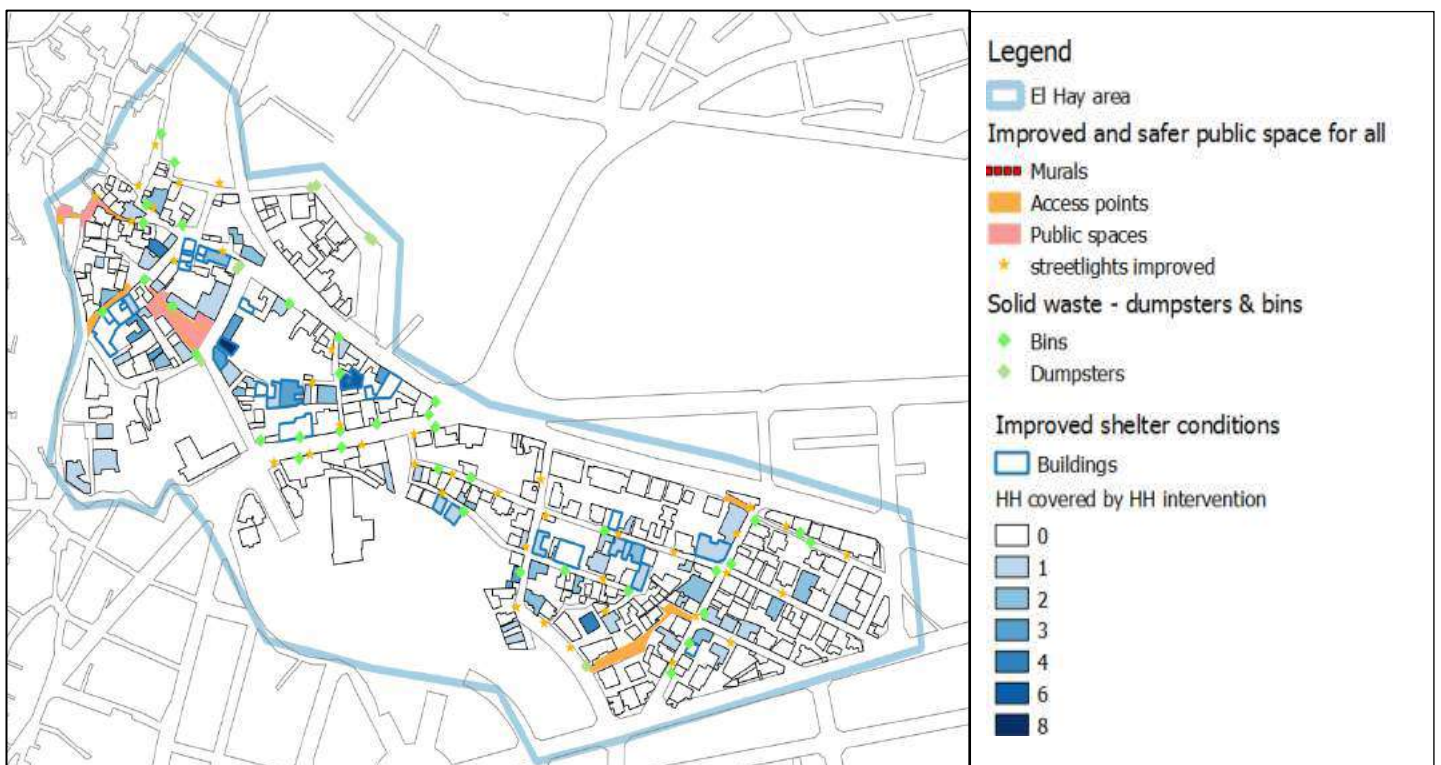 Legend
El Hay area
Improved and safer public space for all
Murals
Access points
Public spaces
streetlights improved
Solid waste - dumpsters & bins
Bins
Dumpsters
Improved shelter conditions
Buildings
HH covered by HH intervention
0
1
2
3
4
6
8